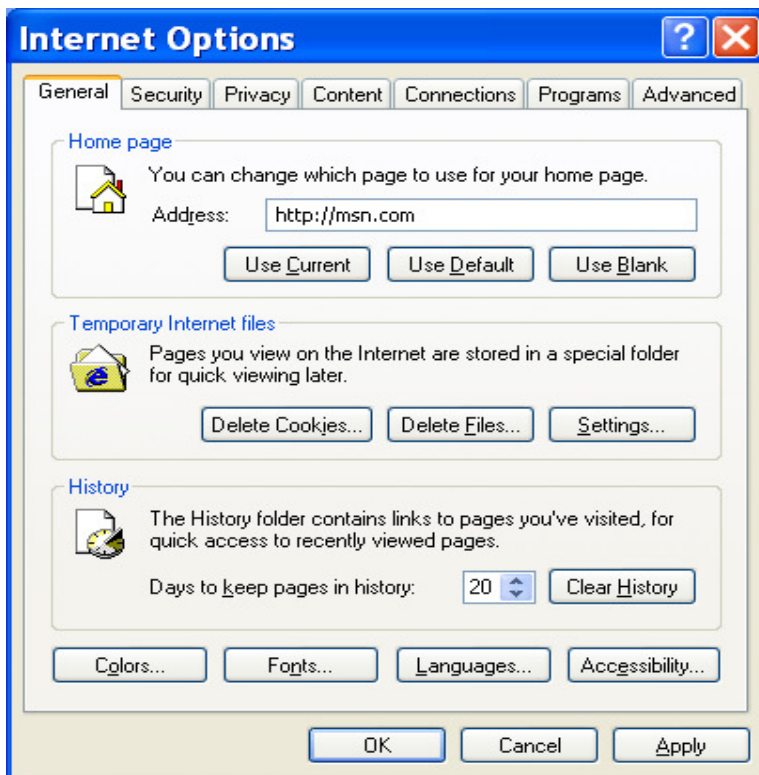 Internet Options
General Security Privacy Content Connections Programs Advanced
Home page
You can change which page to use for your home page.
Address: http://msn.com
Use Current Use Default Use Blank
Temporary Internet files
Pages you view on the Internet are stored in a special folder
for quick viewing later.
Delete Cookies... Delete Files... Settings...
History
The History folder contains links to pages you've visited, for
quick access to recently viewed pages.
Days to keep pages in history: 20 Clear History
Colors... Fonts... Languages... Accessibility...
OK Cancel Apply